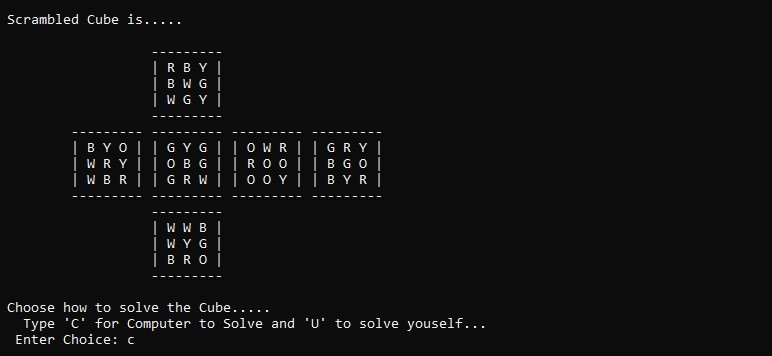 Scrambled Cube is.....
---------
| R B Y |
| B W G |
| W G Y |
---------
--------- --------- --------- ---------
| B Y O | | G Y G | | O W R | | G R Y |
| W R Y | | O B G | | R O O | | B G O |
| W B R | | G R W | | O O Y | | B Y R |
--------- --------- --------- ---------
---------
| W W B |
| W Y G |
| B R O |
---------
Choose how to solve the Cube.....
Type 'C' for Computer to Solve and 'U' to solve youself...
Enter Choice: c